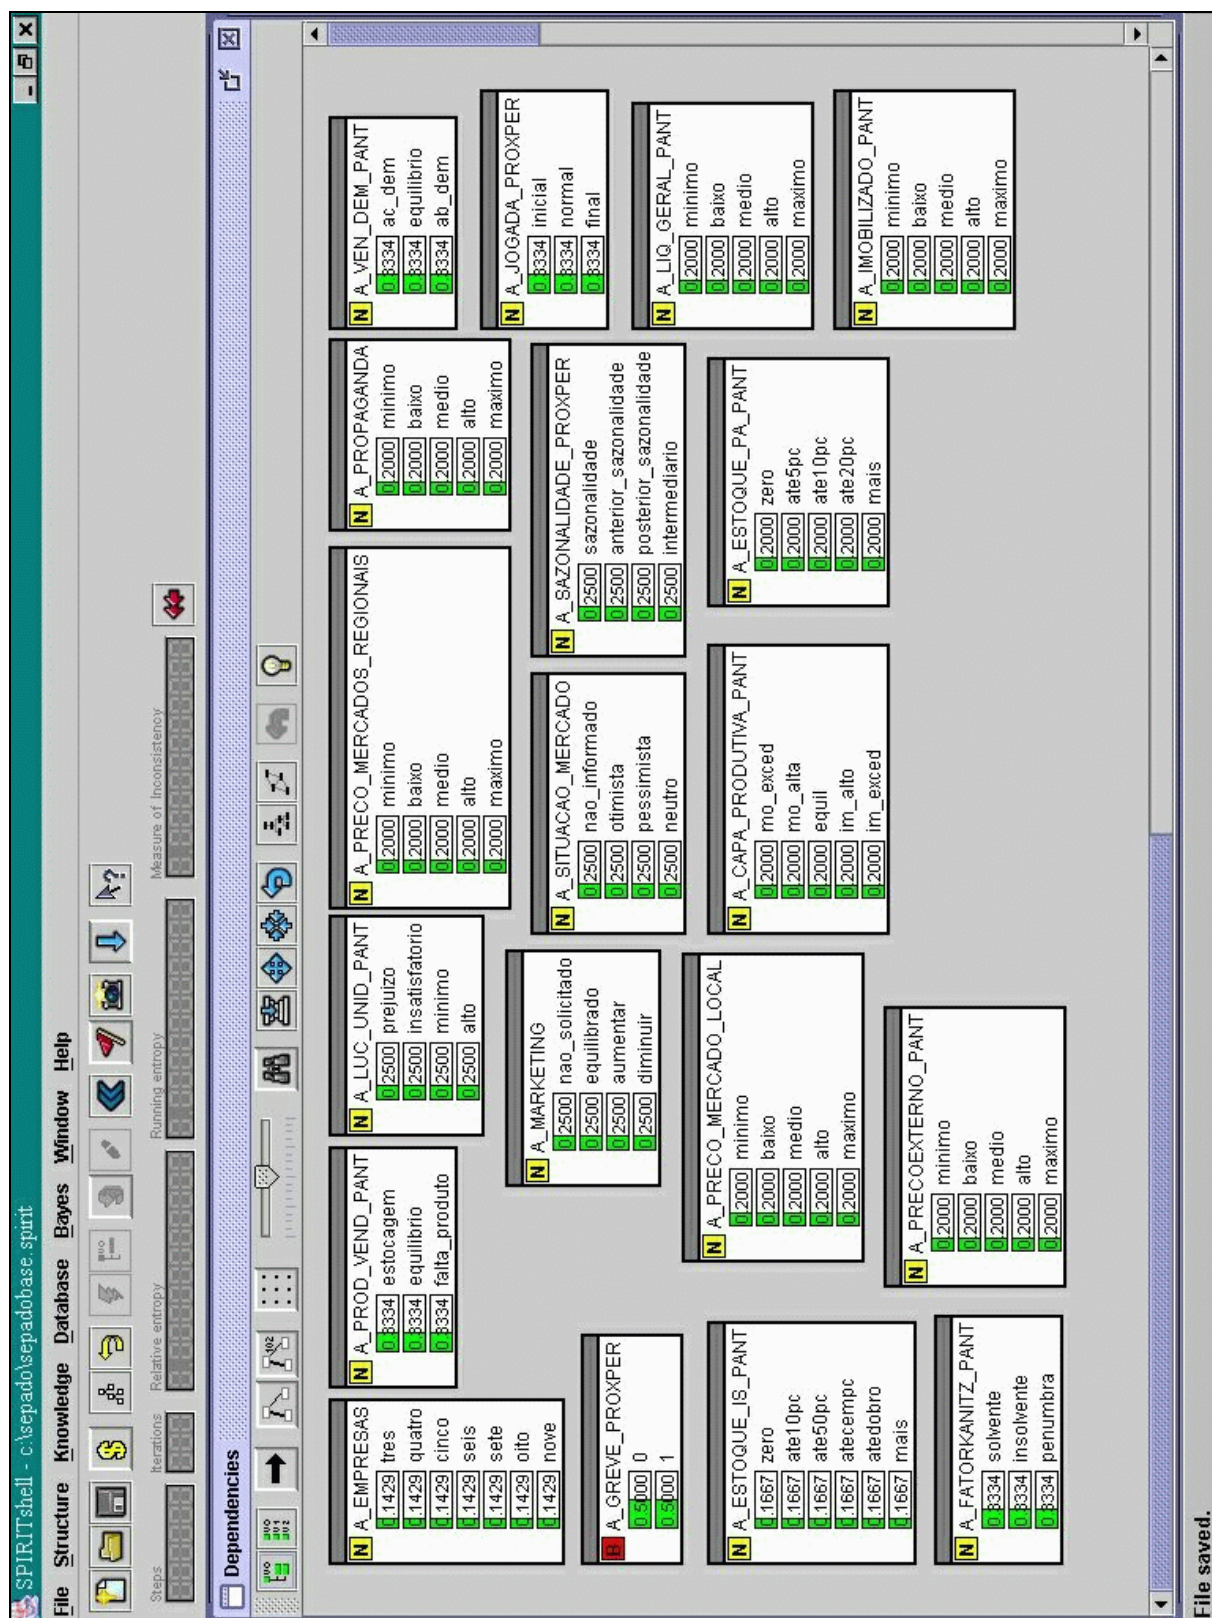 SPIRITshell - c:\sepado\sepadobase.spirit
File Structure Knowledge Database Bayes Window Help
Steps Iterations Relative entropy Running entropy Measure of Inconsistency
Dependencies
N A_EMPRESAS
0.1429 tres
0.1429 quatro
0.1429 cinco
0.1429 seis
0.1429 sete
0.1429 oito
0.1429 nove
N A_PROD_VEND_PANT
0.3334 estocagem
0.3334 equilibrio
0.3334 falta_produto
N A_LUC_UNID_PANT
0.2500 prejuizo
0.2500 insatisfatorio
0.2500 minimo
0.2500 alto
N A_PRECO_MERCADOS_REGIONAIS
0.2000 minimo
0.2000 baixo
0.2000 medio
0.2000 alto
0.2000 maximo
N A_PROPAGANDA
0.2000 minimo
0.2000 baixo
0.2000 medio
0.2000 alto
0.2000 maximo
N A_VEN_DEM_PANT
0.3334 ac_dem
0.3334 equilibrio
0.3334 ab_dem
B A_GREVE_PROXPER
0.5000 0
0.5000 1
N A_MARKETING
0.2500 nao_solicitado
0.2500 equilibrado
0.2500 aumentar
0.2500 diminuir
N A_SITUACAO_MERCADO
0.2500 nao_informado
0.2500 otimista
0.2500 pessimista
0.2500 neutro
N A_SAZONALIDADE_PROXPER
0.2500 sazonalidade
0.2500 anterior_sazonalidade
0.2500 posterior_sazonalidade
0.2500 intermediario
N A_JOGADA_PROXPER
0.3334 inicial
0.3334 normal
0.3334 final
N A_ESTOQUE_IS_PANT
0.1667 zero
0.1667 ate10pc
0.1667 ate50pc
0.1667 atecempc
0.1667 atedobro
0.1667 mais
N A_PRECO_MERCADO_LOCAL
0.2000 minimo
0.2000 baixo
0.2000 medio
0.2000 alto
0.2000 maximo
N A_CAPA_PRODUTIVA_PANT
0.2000 mo_exced
0.2000 mo_alta
0.2000 equil
0.2000 im_alto
0.2000 im_exced
N A_ESTOQUE_PA_PANT
0.2000 zero
0.2000 ate5pc
0.2000 ate10pc
0.2000 ate20pc
0.2000 mais
N A_LIQ_GERAL_PANT
0.2000 minimo
0.2000 baixo
0.2000 medio
0.2000 alto
0.2000 maximo
N A_FATORKANITZ_PANT
0.3334 solvente
0.3334 insolvente
0.3334 penumbra
N A_PRECOEXTERNO_PANT
0.2000 minimo
0.2000 baixo
0.2000 medio
0.2000 alto
0.2000 maximo
N A_IMOBILIZADO_PANT
0.2000 minimo
0.2000 baixo
0.2000 medio
0.2000 alto
0.2000 maximo
File saved.